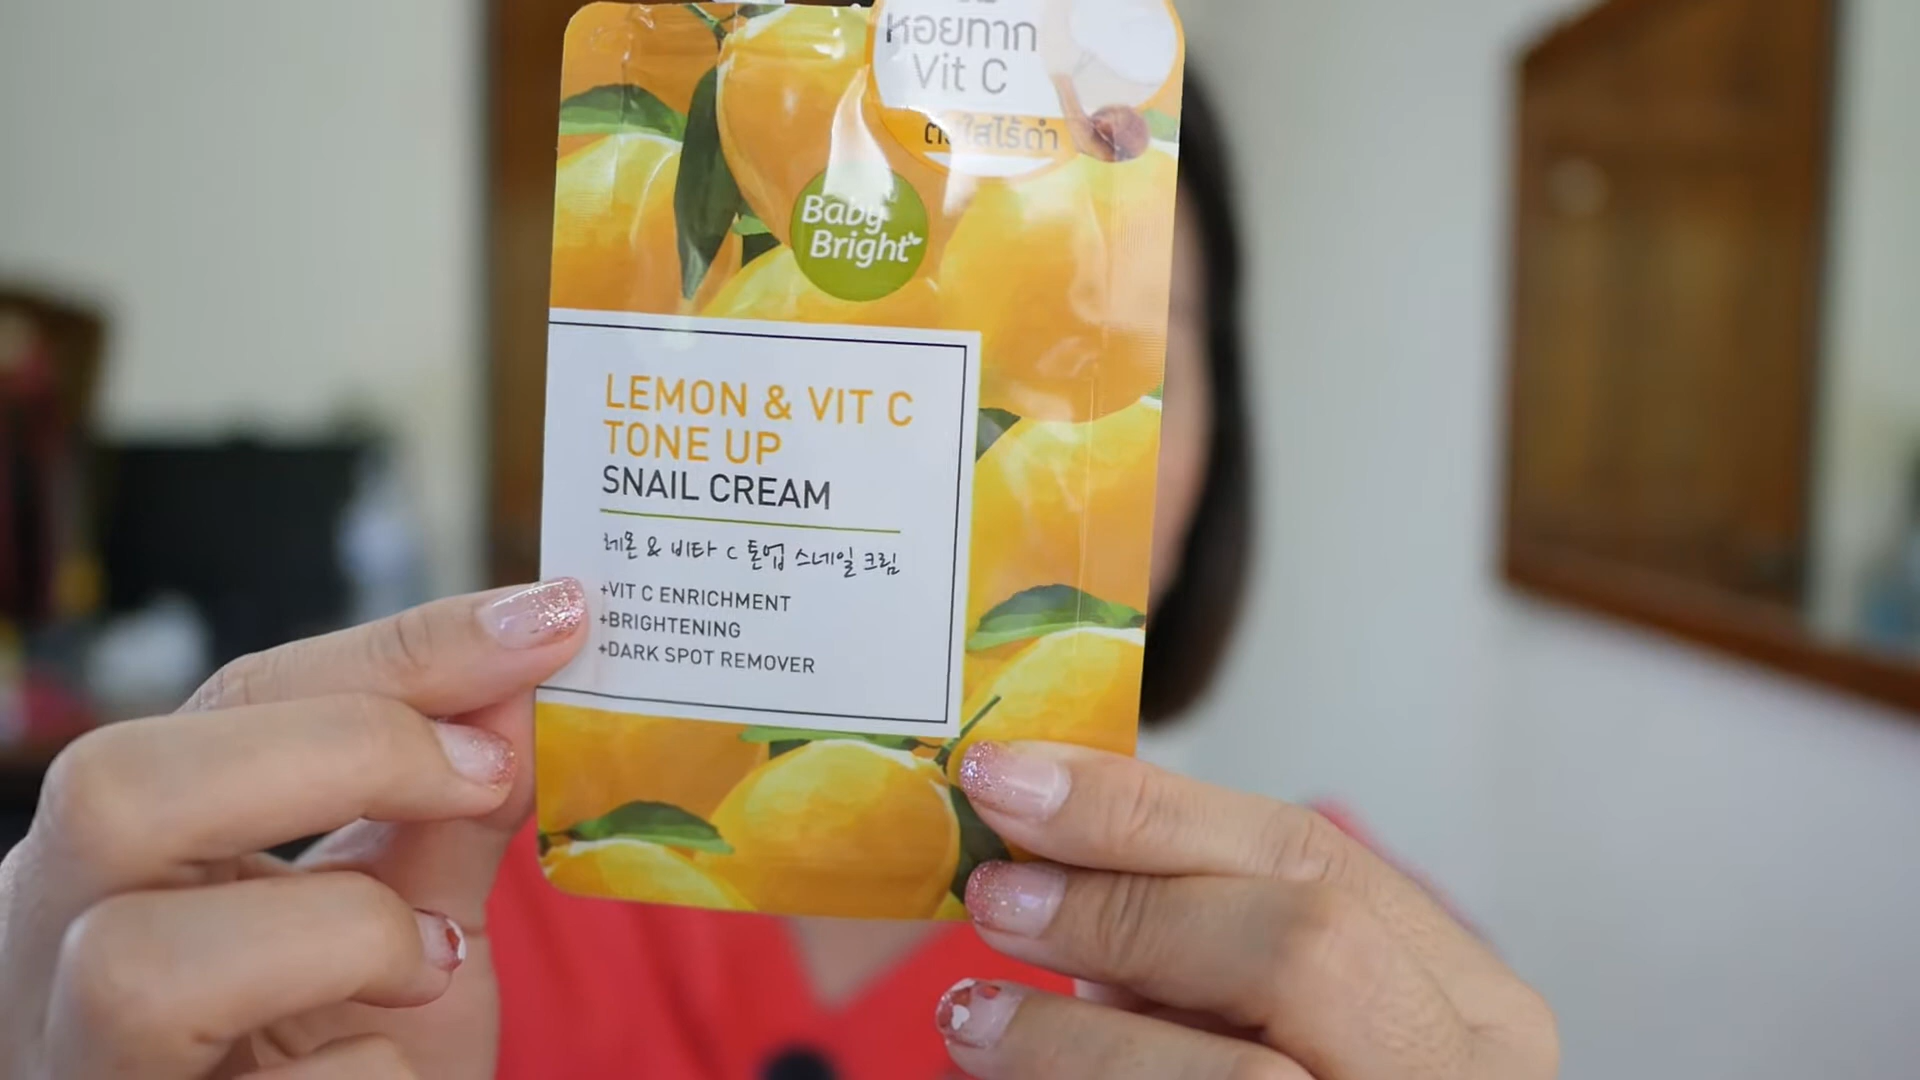 หอยทาก
Vit C
Baby
Bright
LEMON & VIT C
TONE UP
SNAIL CREAM
레몬 & 비타 C 톤업 스네일 크림
+VIT C ENRICHMENT
+BRIGHTENING
+DARK SPOT REMOVER